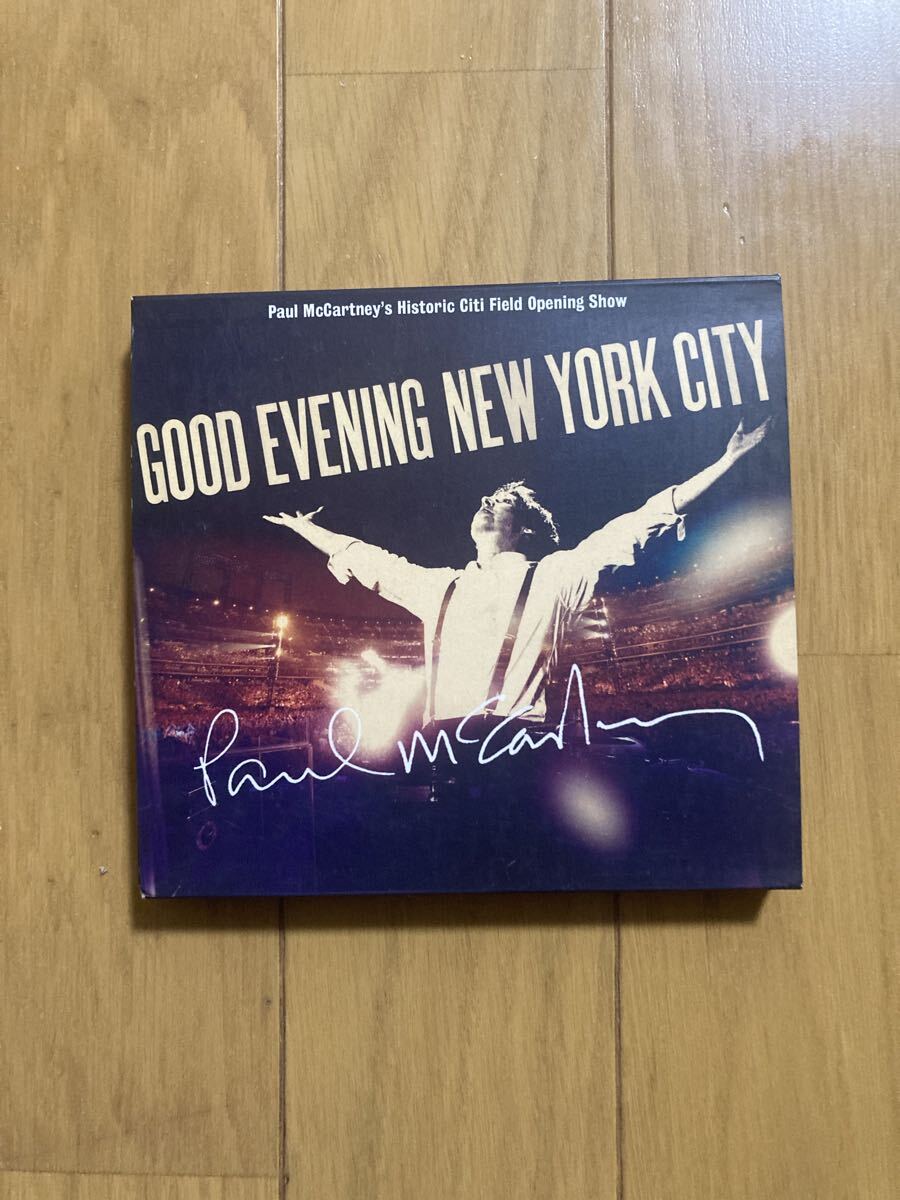 Paul McCartney's Historic Citi Field Opening Show
GOOD EVENING NEW YORK CITY
Paul McCartney